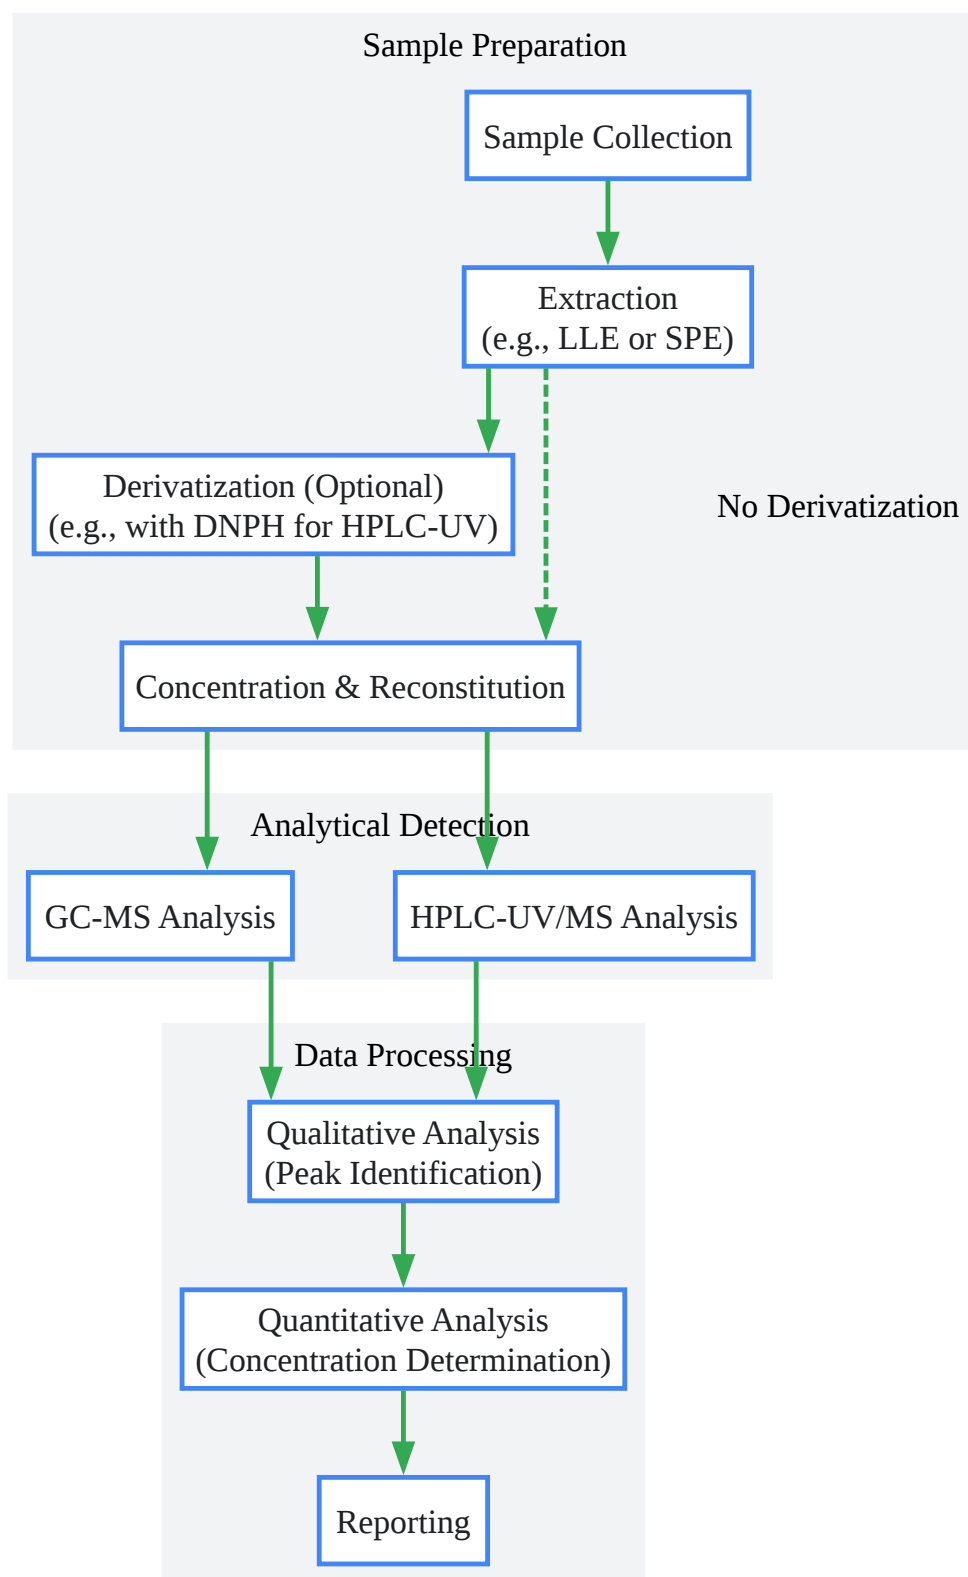 Sample Preparation
Sample Collection
Extraction
(e.g., LLE or SPE)
Derivatization (Optional)
(e.g., with DNPH for HPLC-UV)
No Derivatization
Concentration & Reconstitution
Analytical Detection
GC-MS Analysis
HPLC-UV/MS Analysis
Data Processing
Qualitative Analysis
(Peak Identification)
Quantitative Analysis
(Concentration Determination)
Reporting